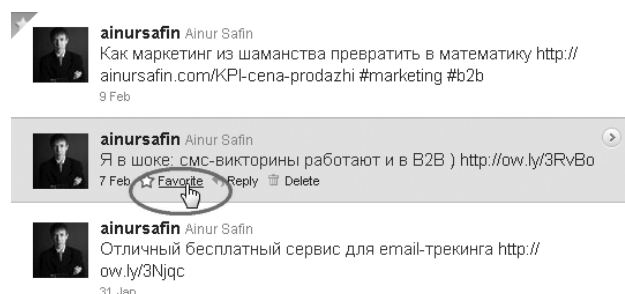 ainursafin Ainur Safin
Как маркетинг из шаманства превратить в математику http://
ainursafin.com/KPI-cena-prodazhi #marketing #b2b
9 Feb
ainursafin Ainur Safin
Я в шоке: смс-викторины работают и в B2B ) http://ow.ly/3RvBo
7 Feb Favorite Reply Delete
ainursafin Ainur Safin
Отличный бесплатный сервис для email-трекинга http://
ow.ly/3Njqc
31 Jan